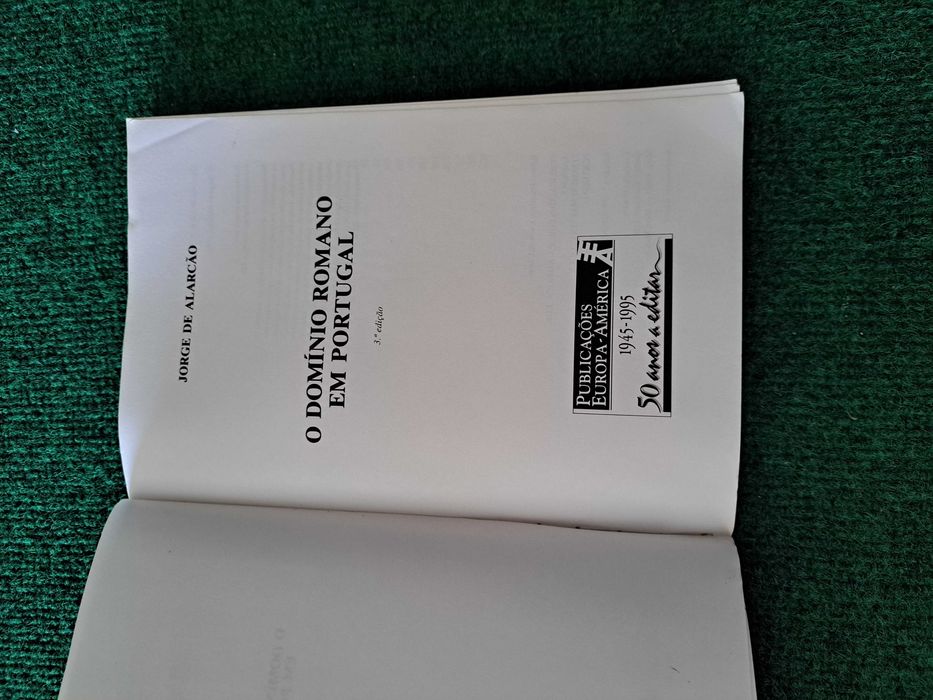 JORGE DE ALARCÃO
O DOMÍNIO ROMANO
EM PORTUGAL
3.ª edição
PUBLICAÇÕES
EUROPA-AMÉRICA
1945-1995
50 anos a editar